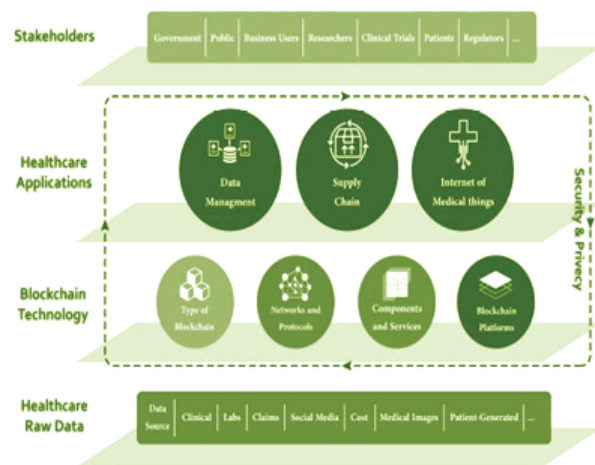 Stakeholders
Government | Public | Business Users | Researchers | Clinical Trials | Patients | Regulators | ...
Healthcare
Applications
Data
Managment
Supply
Chain
Internet of
Medical things
Security & Privecy
Blockchain
Technology
Type of
Blockchain
Networks and
Protocols
Components
and Services
Blockchain
Platforms
Healthcare
Raw Data
Data
Source | Clinical | Labs | Claims | Social Media | Cost | Medical Images | Patient-Generated | ...